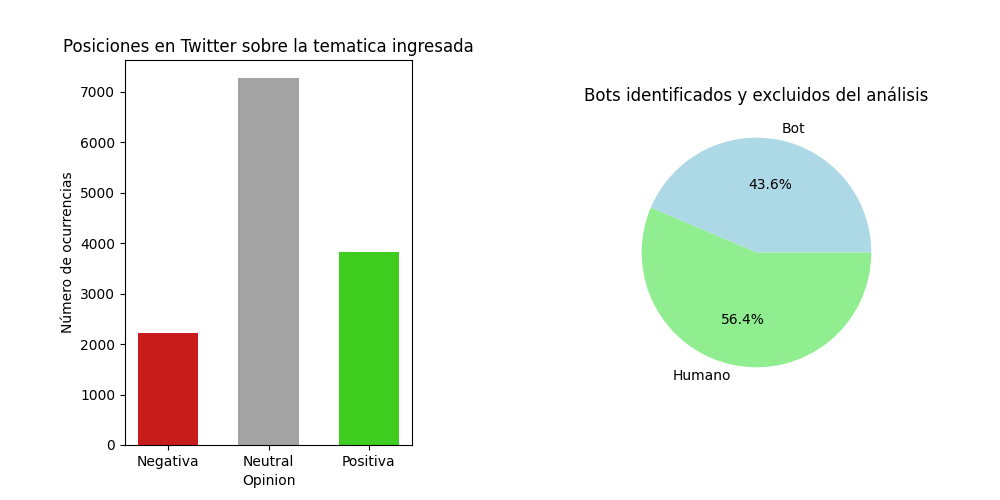 Posiciones en Twitter sobre la tematica ingresada
Número de ocurrencias
7000
6000
5000
4000
3000
2000
1000
0
Negativa
Neutral
Positiva
Opinion
Bots identificados y excluidos del análisis
Bot
43.6%
56.4%
Humano